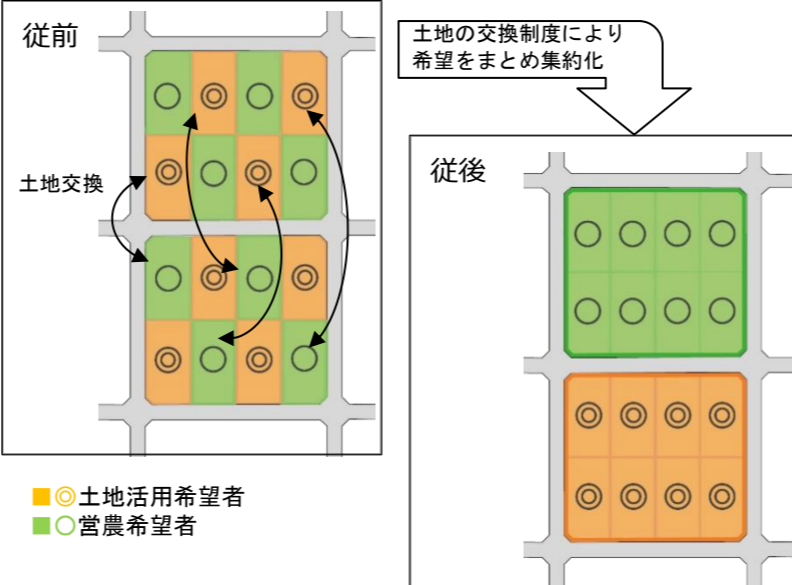 従前
土地の交換制度により
希望をまとめ集約化
土地交換
従後
◎土地活用希望者
○営農希望者